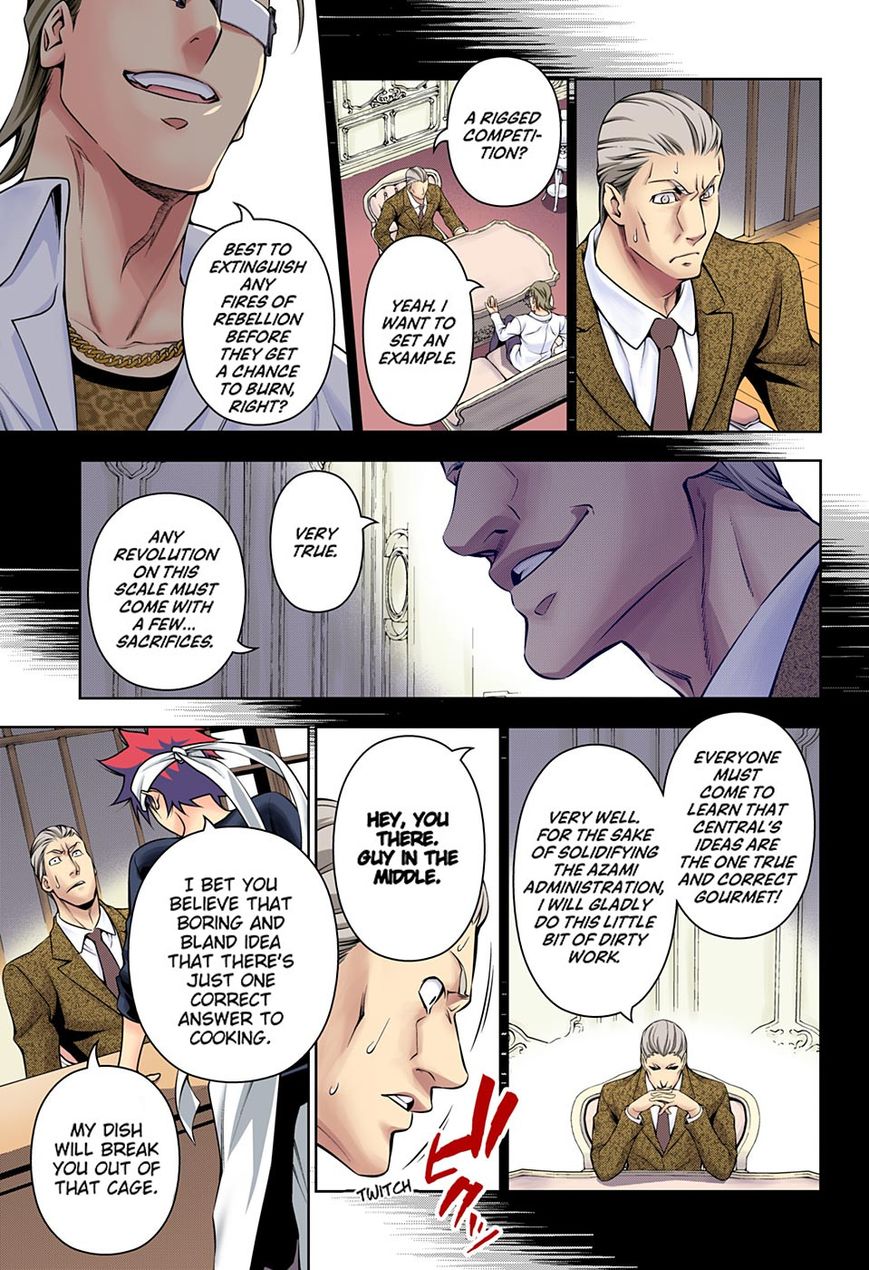 A RIGGED
COMPETI-
TION?
YEAH. I
WANT TO
SET AN
EXAMPLE.
BEST TO
EXTINGUISH
ANY
FIRES OF
REBELLION
BEFORE
THEY GET
A CHANCE
TO BURN,
RIGHT?
VERY
TRUE.
ANY
REVOLUTION
ON THIS
SCALE MUST
COME WITH
A FEW...
SACRIFICES.
EVERYONE
MUST
COME TO
LEARN THAT
CENTRAL'S
IDEAS ARE
THE ONE TRUE
AND CORRECT
GOURMET!
VERY WELL.
FOR THE SAKE
OF SOLIDIFYING
THE AZAMI
ADMINISTRATION,
I WILL GLADLY
DO THIS LITTLE
BIT OF DIRTY
WORK.
HEY, YOU
THERE.
GUY IN THE
MIDDLE.
ビクッ
TWITCH
I BET YOU
BELIEVE THAT
BORING AND
BLAND IDEA
THAT THERE'S
JUST ONE
CORRECT
ANSWER TO
COOKING.
MY DISH
WILL BREAK
YOU OUT OF
THAT CAGE.